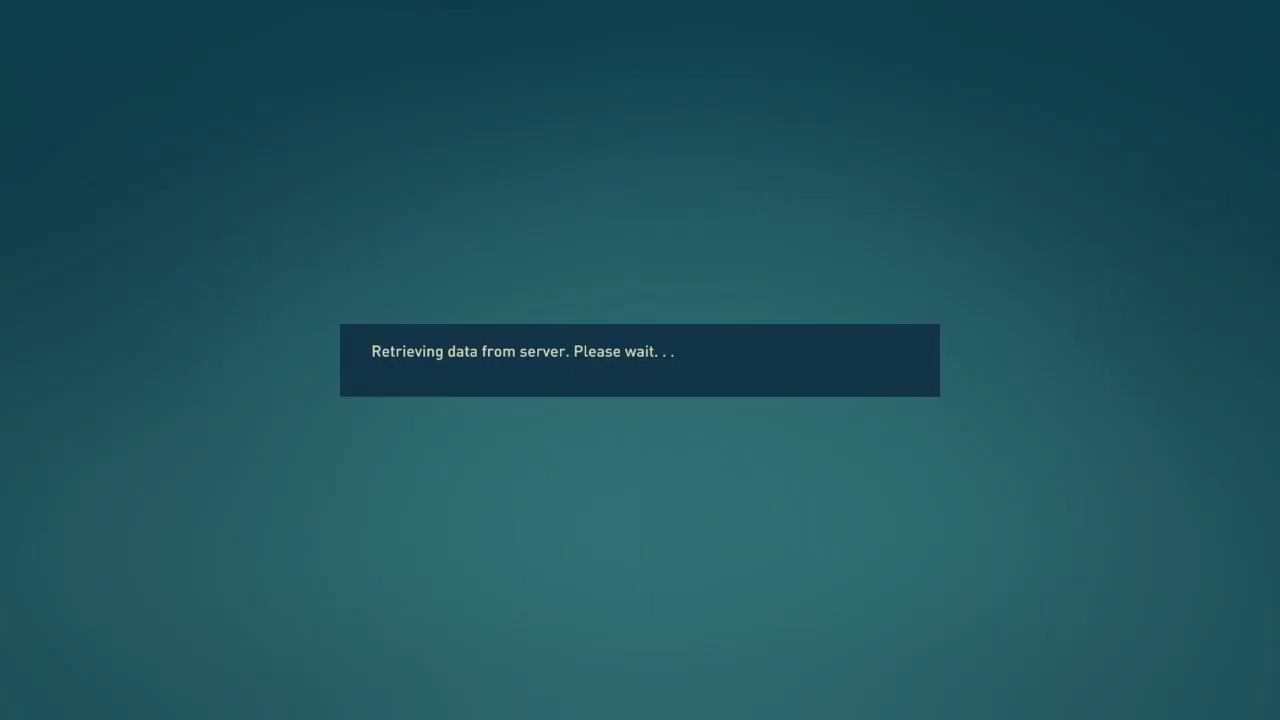 Retrieving data from server. Please wait. . .